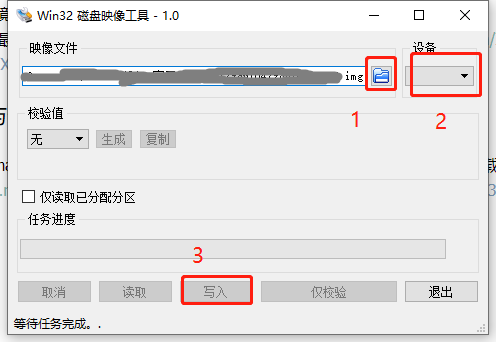 Win32 磁盘映像工具 - 1.0
映像文件
设备
img
1
2
校验值
无
生成
复制
仅读取已分配分区
任务进度
3
取消
读取
写入
仅校验
退出
等待任务完成。.